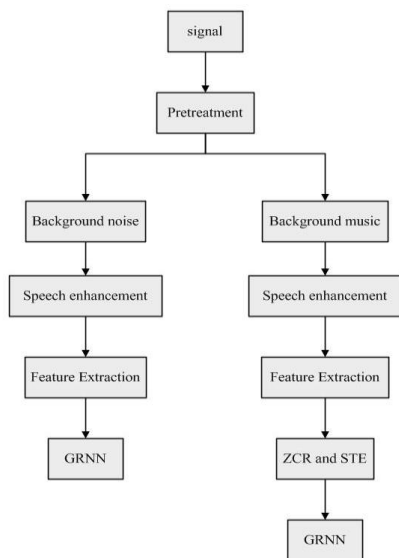 signal
Pretreatment
Background noise
Background music
Speech enhancement
Speech enhancement
Feature Extraction
Feature Extraction
GRNN
ZCR and STE
GRNN